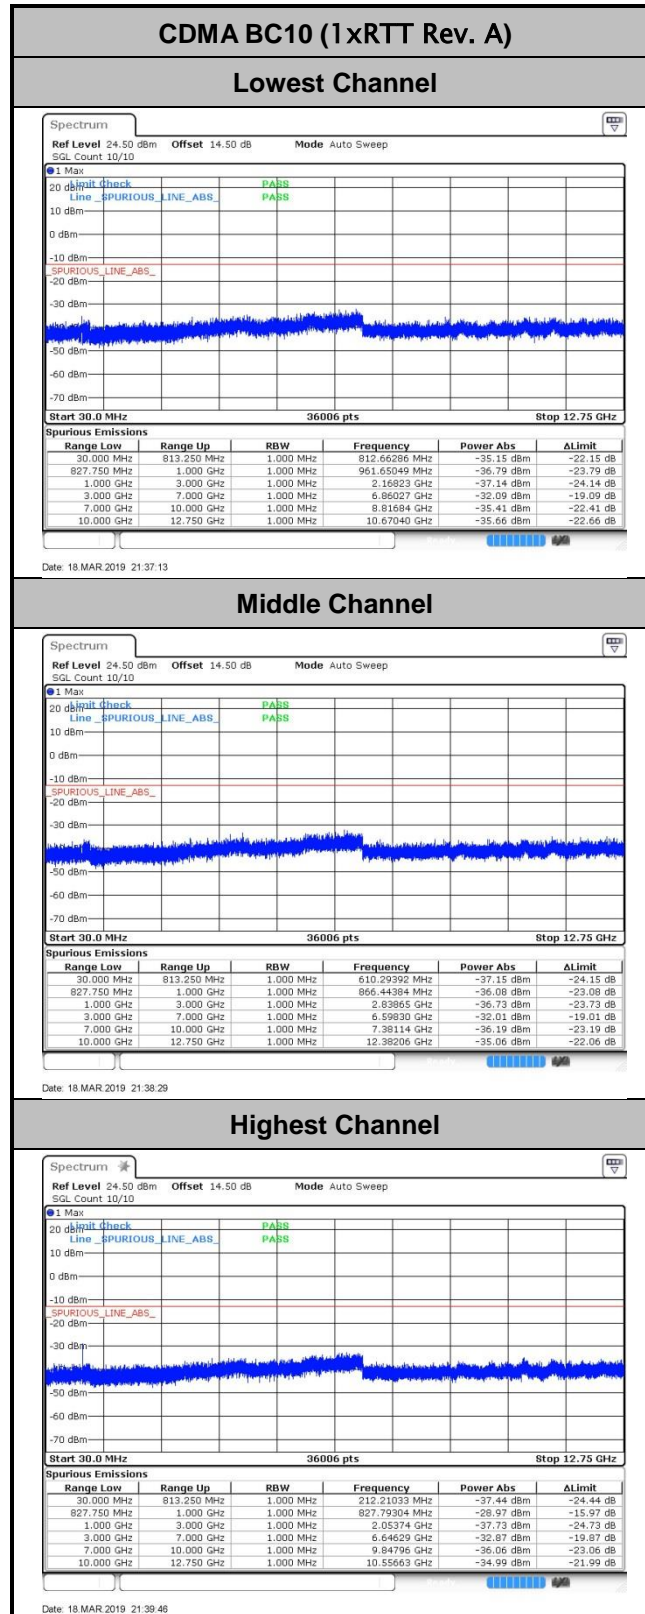 CDMA BC10 (1xRTT Rev. A)
Lowest Channel
Spectrum
Ref Level 24.50 dBm Offset 14.50 dB Mode Auto Sweep
SGL Count 10/10
1 Max
20 dBm Limit Check PASS
Line _SPURIOUS_LINE_ABS_ PASS
10 dBm
0 dBm
-10 dBm
_SPURIOUS_LINE_ABS_
-20 dBm
-30 dBm
-50 dBm
-60 dBm
-70 dBm
Start 30.0 MHz 36006 pts Stop 12.75 GHz
Spurious Emissions
Range Low Range Up RBW Frequency Power Abs ΔLimit
30.000 MHz 813.250 MHz 1.000 MHz 812.66286 MHz -35.15 dBm -22.15 dB
827.750 MHz 1.000 GHz 1.000 MHz 961.65049 MHz -36.79 dBm -23.79 dB
1.000 GHz 3.000 GHz 1.000 MHz 2.16823 GHz -37.14 dBm -24.14 dB
3.000 GHz 7.000 GHz 1.000 MHz 6.86027 GHz -32.09 dBm -19.09 dB
7.000 GHz 10.000 GHz 1.000 MHz 8.81684 GHz -35.41 dBm -22.41 dB
10.000 GHz 12.750 GHz 1.000 MHz 10.67040 GHz -35.66 dBm -22.66 dB
Date: 18.MAR.2019 21:37:13
Middle Channel
Spectrum
Ref Level 24.50 dBm Offset 14.50 dB Mode Auto Sweep
SGL Count 10/10
1 Max
20 dBm Limit Check PASS
Line _SPURIOUS_LINE_ABS_ PASS
10 dBm
0 dBm
-10 dBm
_SPURIOUS_LINE_ABS_
-20 dBm
-30 dBm
-50 dBm
-60 dBm
-70 dBm
Start 30.0 MHz 36006 pts Stop 12.75 GHz
Spurious Emissions
Range Low Range Up RBW Frequency Power Abs ΔLimit
30.000 MHz 813.250 MHz 1.000 MHz 610.29392 MHz -37.15 dBm -24.15 dB
827.750 MHz 1.000 GHz 1.000 MHz 866.44384 MHz -36.08 dBm -23.08 dB
1.000 GHz 3.000 GHz 1.000 MHz 2.83865 GHz -36.73 dBm -23.73 dB
3.000 GHz 7.000 GHz 1.000 MHz 6.59830 GHz -32.01 dBm -19.01 dB
7.000 GHz 10.000 GHz 1.000 MHz 7.38114 GHz -36.19 dBm -23.19 dB
10.000 GHz 12.750 GHz 1.000 MHz 12.38206 GHz -35.06 dBm -22.06 dB
Date: 18.MAR.2019 21:38:29
Highest Channel
Spectrum
Ref Level 24.50 dBm Offset 14.50 dB Mode Auto Sweep
SGL Count 10/10
1 Max
20 dBm Limit Check PASS
Line _SPURIOUS_LINE_ABS_ PASS
10 dBm
0 dBm
-10 dBm
_SPURIOUS_LINE_ABS_
-20 dBm
-30 dBm
-50 dBm
-60 dBm
-70 dBm
Start 30.0 MHz 36006 pts Stop 12.75 GHz
Spurious Emissions
Range Low Range Up RBW Frequency Power Abs ΔLimit
30.000 MHz 813.250 MHz 1.000 MHz 212.21033 MHz -37.44 dBm -24.44 dB
827.750 MHz 1.000 GHz 1.000 MHz 827.79304 MHz -28.97 dBm -15.97 dB
1.000 GHz 3.000 GHz 1.000 MHz 2.05374 GHz -37.73 dBm -24.73 dB
3.000 GHz 7.000 GHz 1.000 MHz 6.64629 GHz -32.87 dBm -19.87 dB
7.000 GHz 10.000 GHz 1.000 MHz 9.84796 GHz -36.06 dBm -23.06 dB
10.000 GHz 12.750 GHz 1.000 MHz 10.55663 GHz -34.99 dBm -21.99 dB
Date: 18.MAR.2019 21:39:46